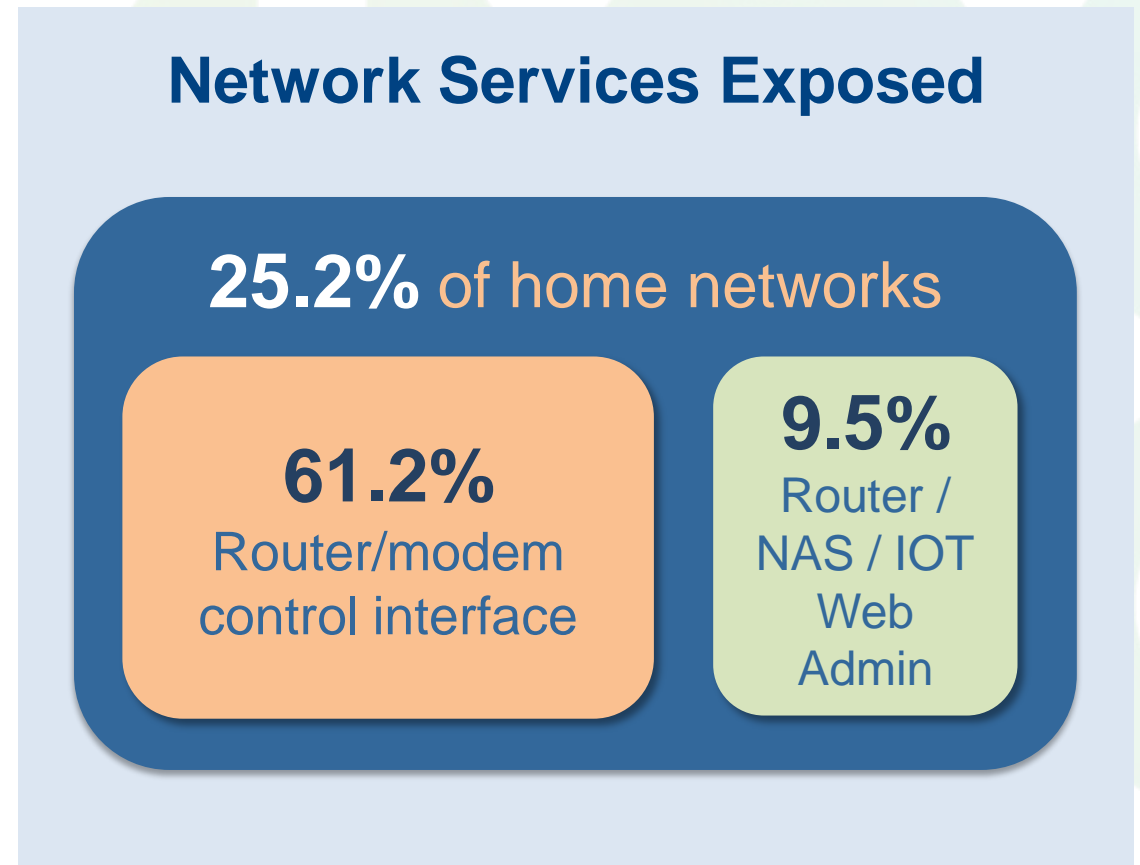 Network Services Exposed
25.2% of home networks
61.2%
Router/modem
control interface
9.5%
Router /
NAS / IOT
Web
Admin